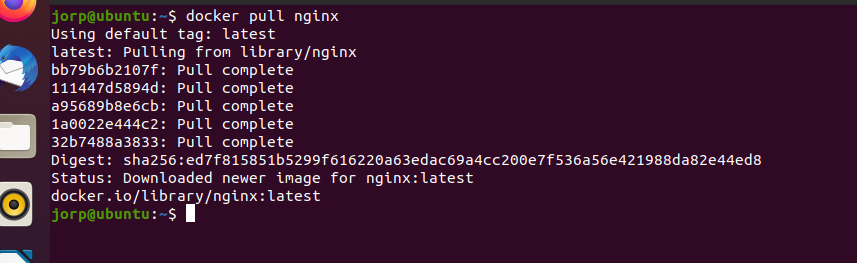 jorp@ubuntu:~$ docker pull nginx
Using default tag: latest
latest: Pulling from library/nginx
bb79b6b2107f: Pull complete
111447d5894d: Pull complete
a95689b8e6cb: Pull complete
1a0022e444c2: Pull complete
32b7488a3833: Pull complete
Digest: sha256:ed7f815851b5299f616220a63edac69a4cc200e7f536a56e421988da82e44ed8
Status: Downloaded newer image for nginx:latest
docker.io/library/nginx:latest
jorp@ubuntu:~$